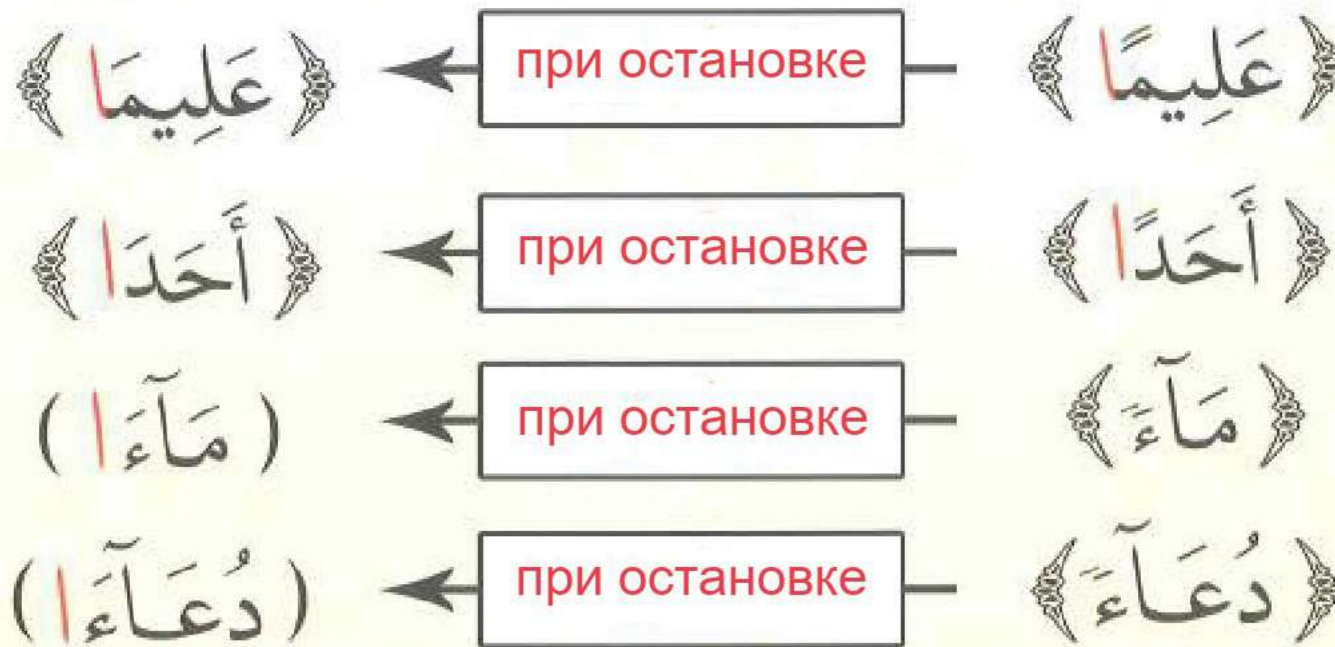 ﴿ عَلِيمًا ﴾ при остановке ﴿ عَلِيمَا ﴾
﴿ أَحَدًا ﴾ при остановке ﴿ أَحَدَا ﴾
﴿ مَآءً ﴾ при остановке ( مَآءَا )
﴿ دُعَآءً ﴾ при остановке ( دُعَآءَا )